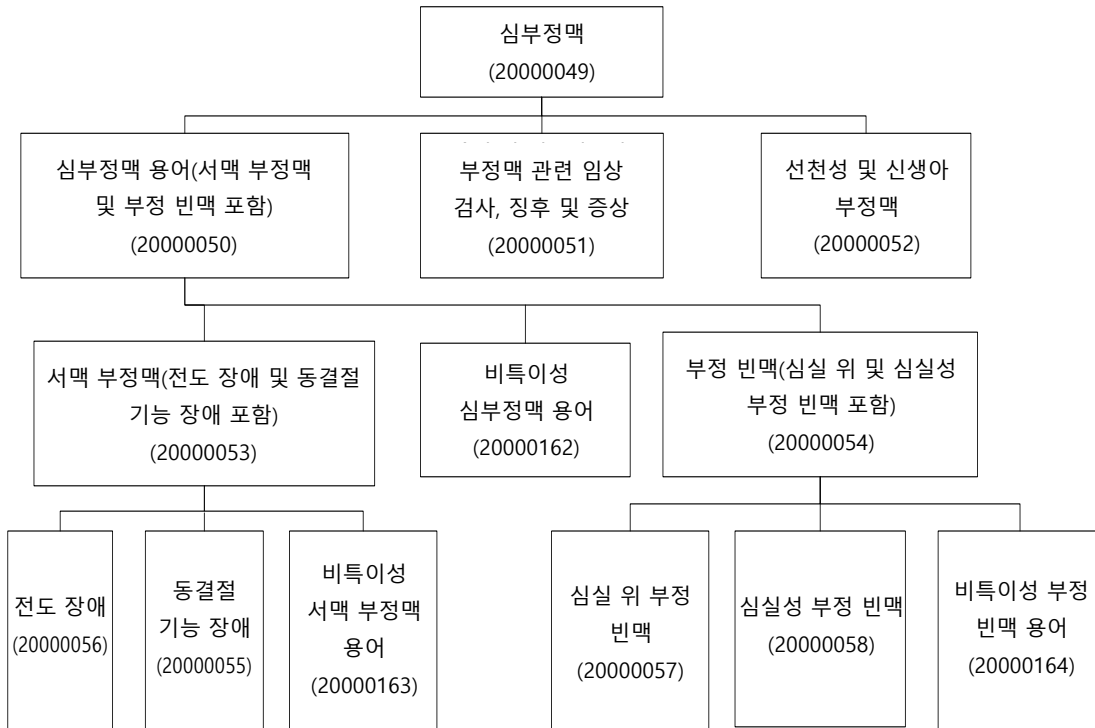 심부정맥
(20000049)
심부정맥 용어(서맥 부정맥
및 부정 빈맥 포함)
(20000050)
부정맥 관련 임상
검사, 징후 및 증상
(20000051)
선천성 및 신생아
부정맥
(20000052)
서맥 부정맥(전도 장애 및 동결절
기능 장애 포함)
(20000053)
비특이성
심부정맥 용어
(20000162)
부정 빈맥(심실 위 및 심실성
부정 빈맥 포함)
(20000054)
전도 장애
(20000056)
동결절
기능 장애
(20000055)
비특이성
서맥 부정맥
용어
(20000163)
심실 위 부정
빈맥
(20000057)
심실성 부정 빈맥
(20000058)
비특이성 부정
빈맥 용어
(20000164)